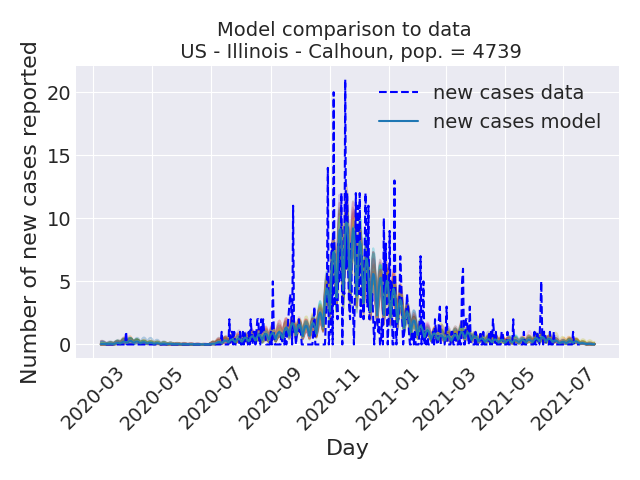 Model comparison to data
US - Illinois - Calhoun, pop. = 4739
Number of new cases reported
20
15
10
5
0
new cases data
new cases model
2020-03
2020-05
2020-07
2020-09
2020-11
2021-01
2021-03
2021-05
2021-07
Day